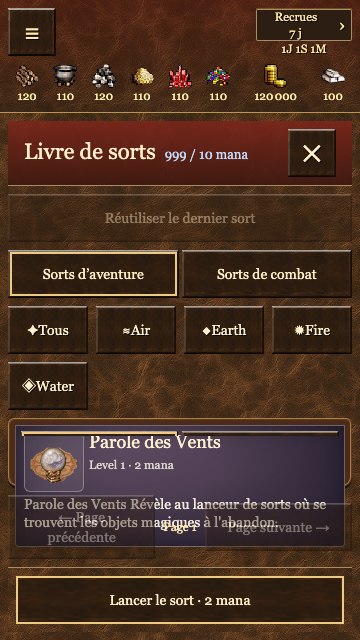 Recrues
7 j
1J 1S 1M
120 110 120 110 110 110 120 000 100
Livre de sorts 999 / 10 mana
Réutiliser le dernier sort
Sorts d'aventure Sorts de combat
Tous Air Earth Fire
Water
Parole des Vents
Level 1 · 2 mana
Parole des Vents Révèle au lanceur de sorts où se
trouvent les objets magiques à l'abandon.
← Page
précédente
Page 1
Page suivante →
Lancer le sort · 2 mana